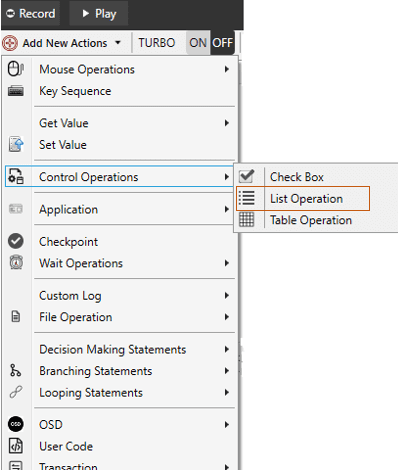 Record Play
Add New Actions TURBO ON OFF
Mouse Operations
Key Sequence
Get Value
Set Value
Control Operations
Check Box
List Operation
Table Operation
Application
Checkpoint
Wait Operations
Custom Log
File Operation
Decision Making Statements
Branching Statements
Looping Statements
OSD OSD
User Code
Transaction